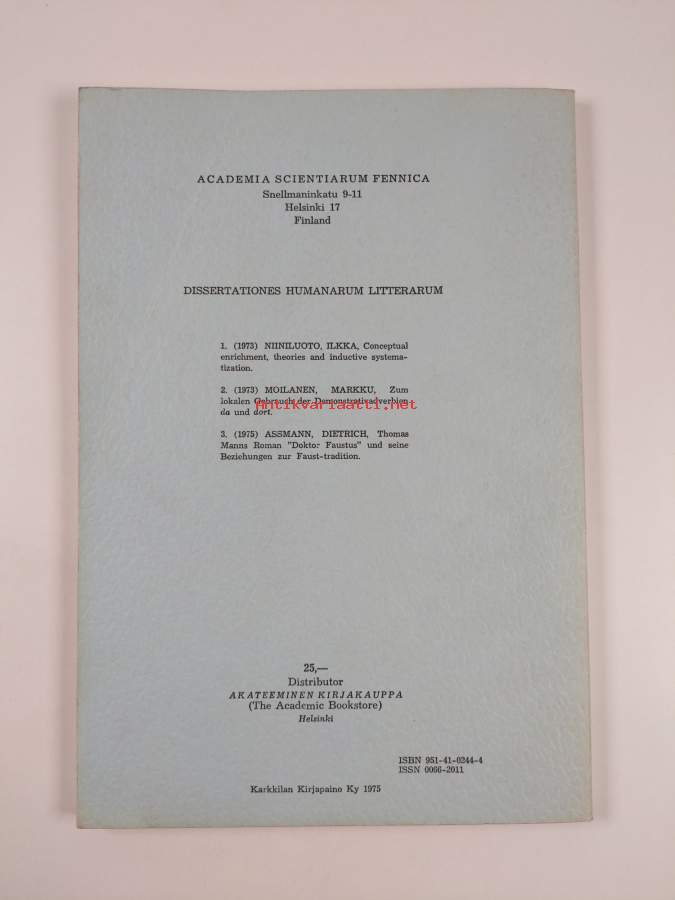 ACADEMIA SCIENTIARUM FENNICA
Snellmaninkatu 9-11
Helsinki 17
Finland
DISSERTATIONES HUMANARUM LITTERARUM
1. (1973) NIINILUOTO, ILKKA, Conceptual
enrichment, theories and inductive systema-
tization.
2. (1973) MOILANEN, MARKKU, Zum
lokalen Gebrauch der Demonstrativadverbien
Antikvariaatti.net
da und dort.
3. (1975) ASSMANN, DIETRICH, Thomas
Manns Roman "Doktor Faustus" und seine
Beziehungen zur Faust-tradition.
25,—
Distributor
AKATEEMINEN KIRJAKAUPPA
(The Academic Bookstore)
Helsinki
ISBN 951-41-0244-4
ISSN 0066-2011
Karkkilan Kirjapaino Ky 1975